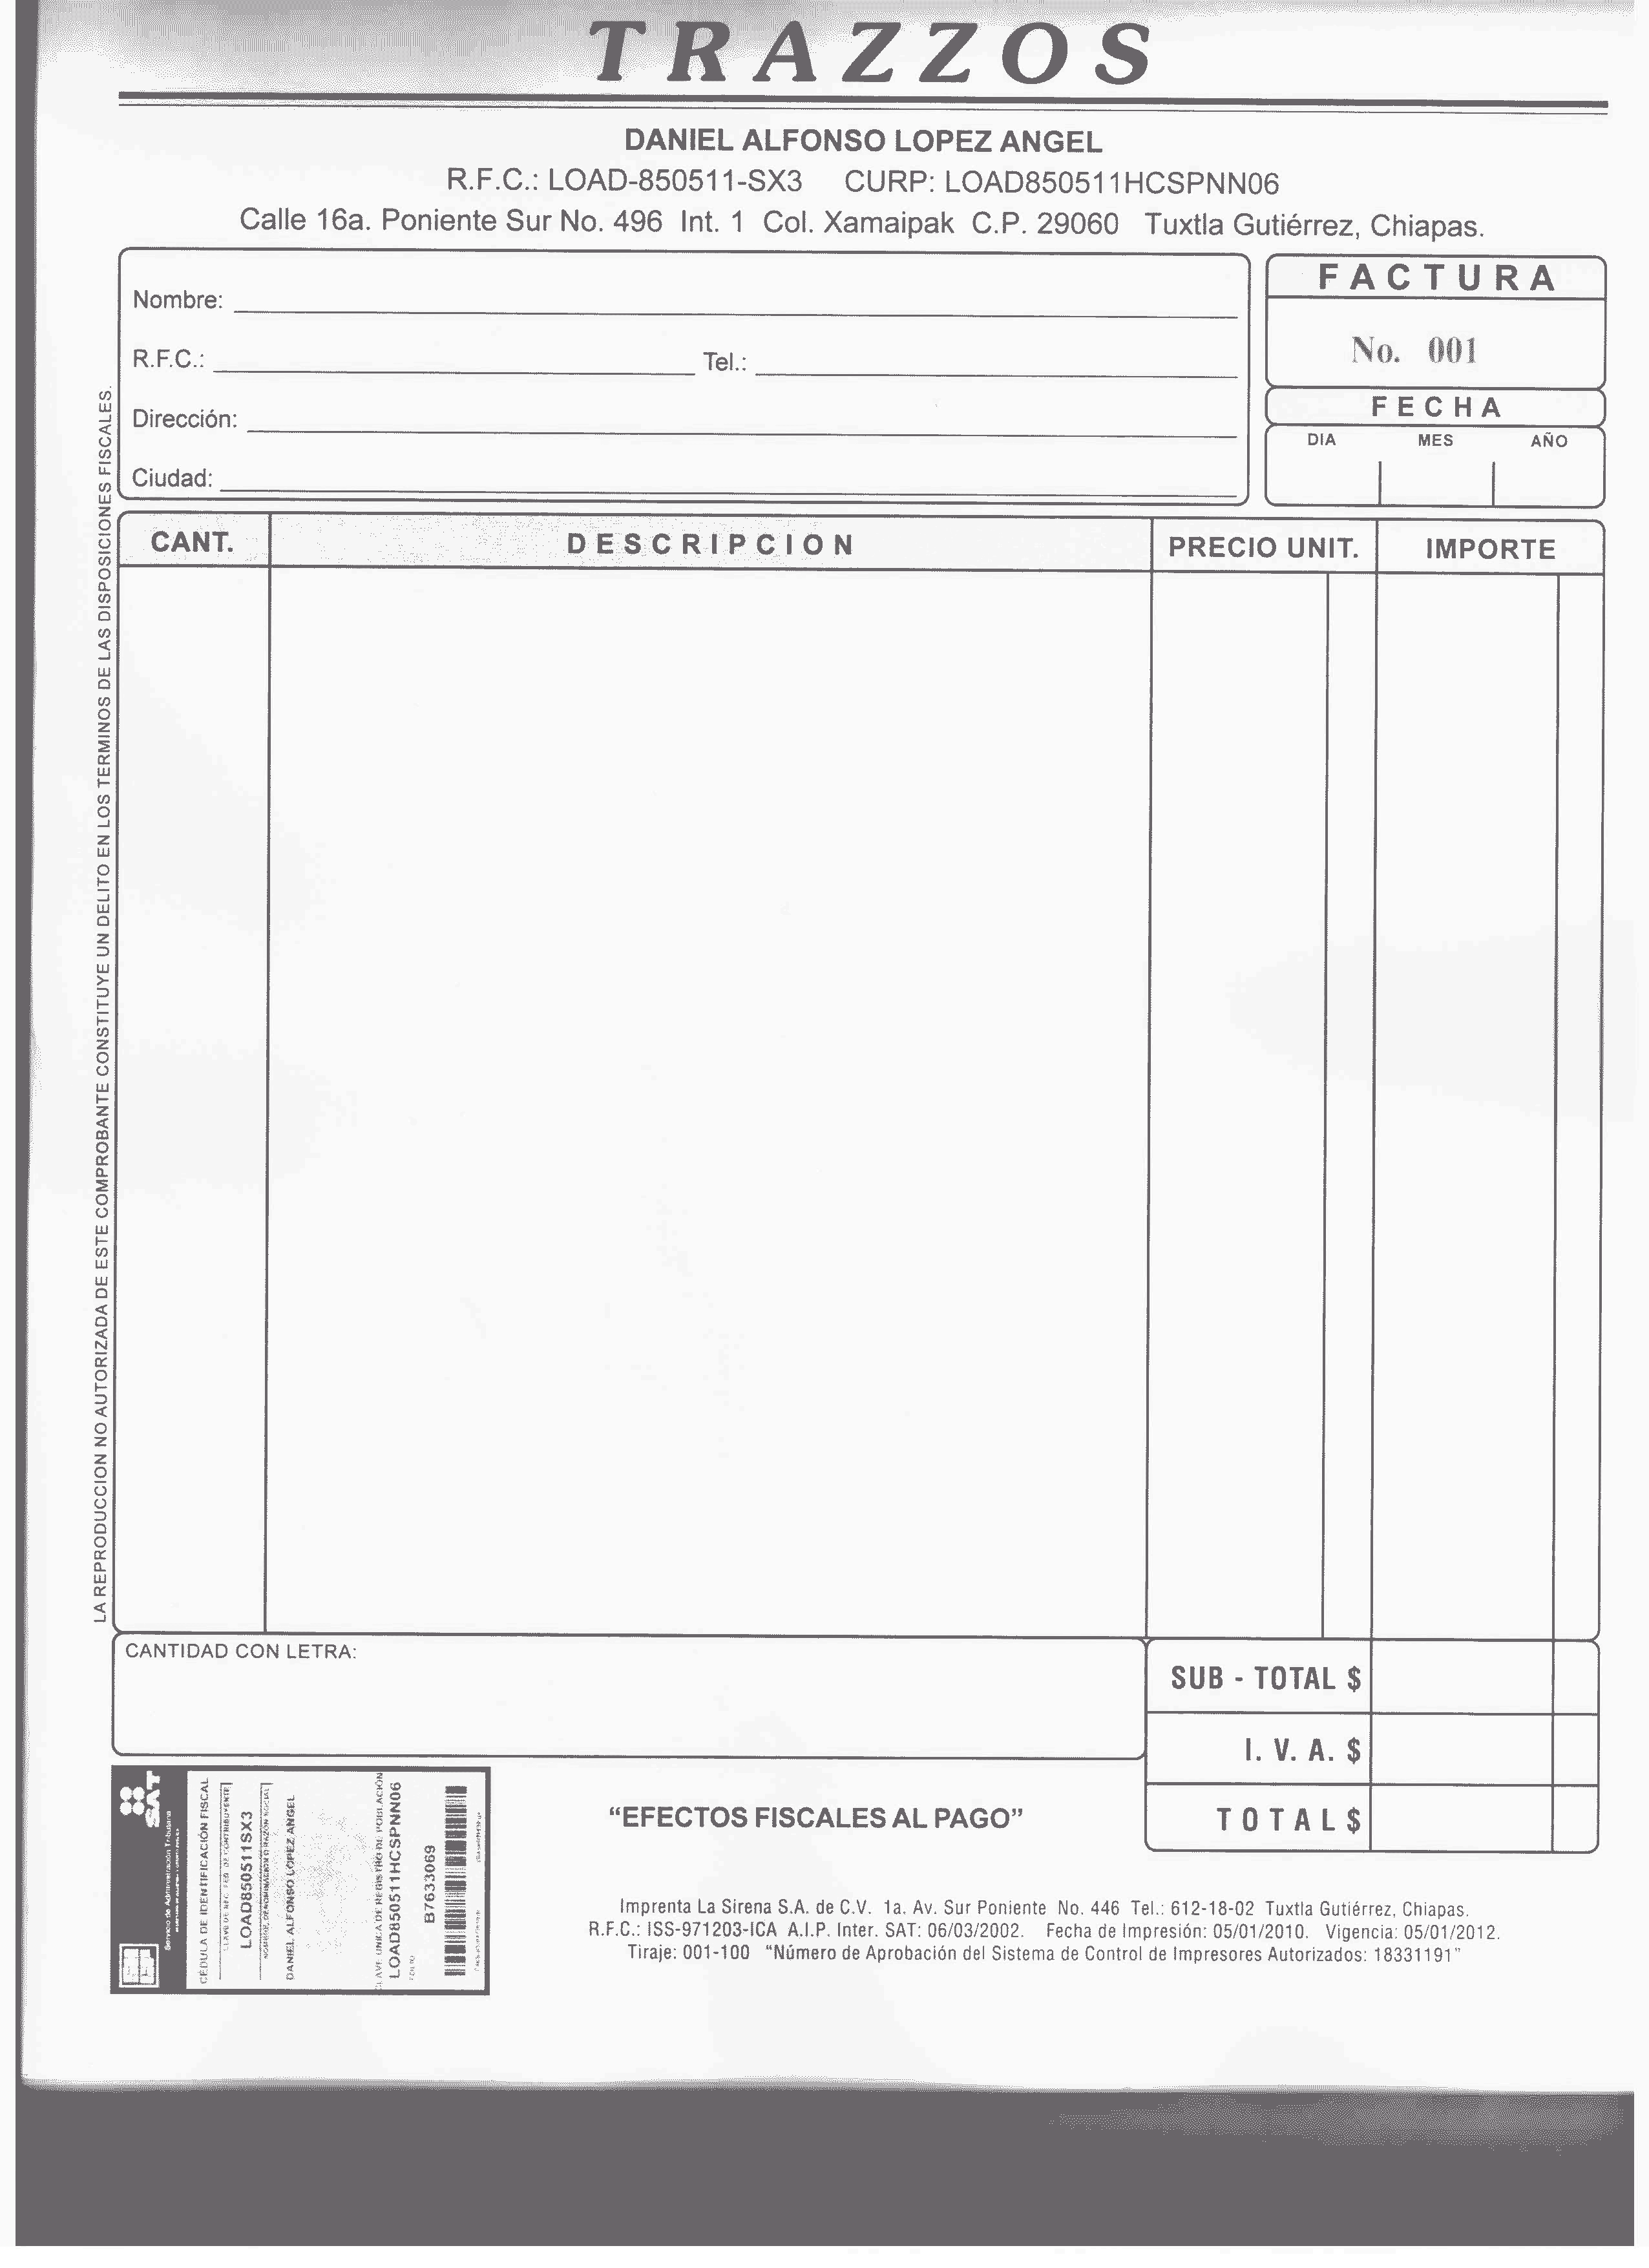 TRAZZOS
DANIEL ALFONSO LOPEZ ANGEL
R.F.C.: LOAD-850511-SX3 CURP: LOAD850511HCSPNN06
Calle 16a. Poniente Sur No. 496 Int. 1 Col. Xamaipak C.P. 29060 Tuxtla Gutiérrez, Chiapas.
Nombre:
R.F.C.: Tel.:
Dirección:
Ciudad:
FACTURA
No. 001
FECHA
DIA MES AÑO
CANT. DESCRIPCION PRECIO UNIT. IMPORTE
LA REPRODUCCION NO AUTORIZADA DE ESTE COMPROBANTE CONSTITUYE UN DELITO EN LOS TERMINOS DE LAS DISPOSICIONES FISCALES.
CANTIDAD CON LETRA:
SUB - TOTAL $
I. V. A. $
TOTAL $
SAT
Servicio de Administración Tributaria
CÉDULA DE IDENTIFICACIÓN FISCAL
LOAD850511SX3
NOMBRE, DENOMINACIÓN O RAZÓN SOCIAL
DANIEL ALFONSO LOPEZ ANGEL
CLAVE ÚNICA DE REGISTRO DE POBLACIÓN
LOAD850511HCSPNN06
FOLIO
B7633069
“EFECTOS FISCALES AL PAGO”
Imprenta La Sirena S.A. de C.V. 1a. Av. Sur Poniente No. 446 Tel.: 612-18-02 Tuxtla Gutiérrez, Chiapas.
R.F.C.: ISS-971203-ICA A.I.P. Inter. SAT: 06/03/2002. Fecha de Impresión: 05/01/2010. Vigencia: 05/01/2012.
Tiraje: 001-100 “Número de Aprobación del Sistema de Control de Impresores Autorizados: 18331191”